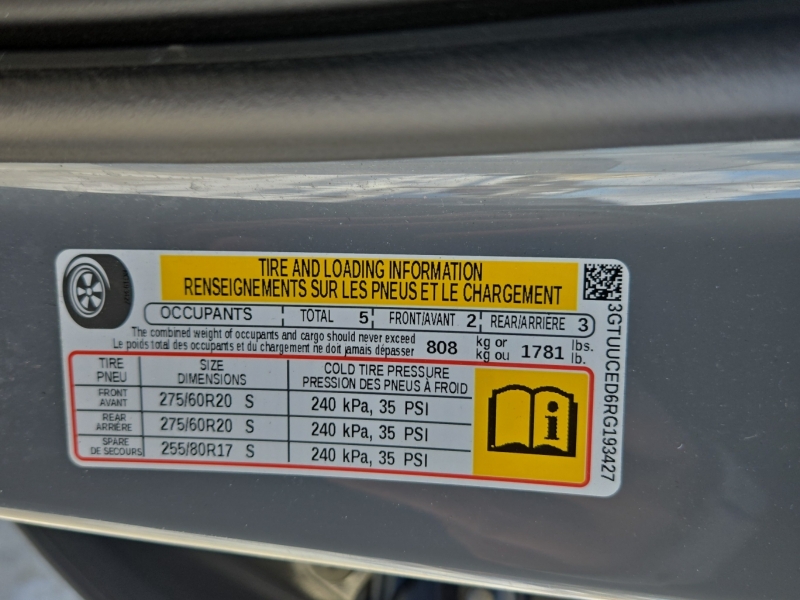 TIRE AND LOADING INFORMATION
RENSEIGNEMENTS SUR LES PNEUS ET LE CHARGEMENT
OCCUPANTS TOTAL 5 FRONT/AVANT 2 REAR/ARRIÈRE 3
The combined weight of occupants and cargo should never exceed
Le poids total des occupants et du chargement ne doit jamais dépasser
808 kg or 1781 lbs.
kg ou lb.
TIRE SIZE COLD TIRE PRESSURE
PNEU DIMENSIONS PRESSION DES PNEUS À FROID
FRONT
AVANT 275/60R20 S 240 kPa, 35 PSI
REAR
ARRIÈRE 275/60R20 S 240 kPa, 35 PSI
SPARE
DE SECOURS 255/80R17 S 240 kPa, 35 PSI
3GTUUCED6RG193427